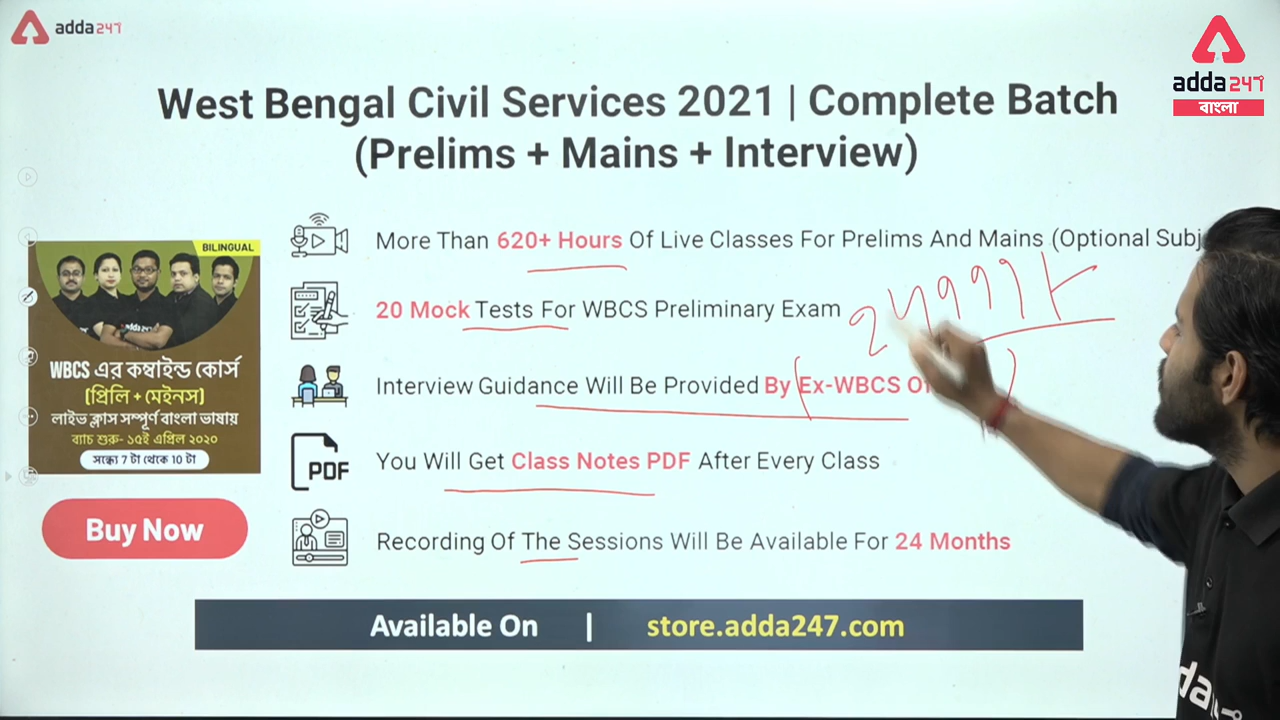 adda247
adda247
বাংলা
West Bengal Civil Services 2021 | Complete Batch
(Prelims + Mains + Interview)
More Than 620+ Hours Of Live Classes For Prelims And Mains (Optional
20 Mock Tests For WBCS Preliminary Exam
Interview Guidance Will Be Provided By Ex-WBCS
You Will Get Class Notes PDF After Every Class
Recording Of The Sessions Will Be Available For 24 Months
PDF
BILINGUAL
WBCS এর কম্বাইন্ড কোর্স
(প্রিলি + মেইনস)
লাইভ ক্লাস সম্পূর্ণ বাংলা ভাষায়
ব্যাচ শুরু- ১৫ই এপ্রিল ২০২০
সন্ধ্যে 7 টা থেকে 10 টা
Buy Now
Available On | store.adda247.com